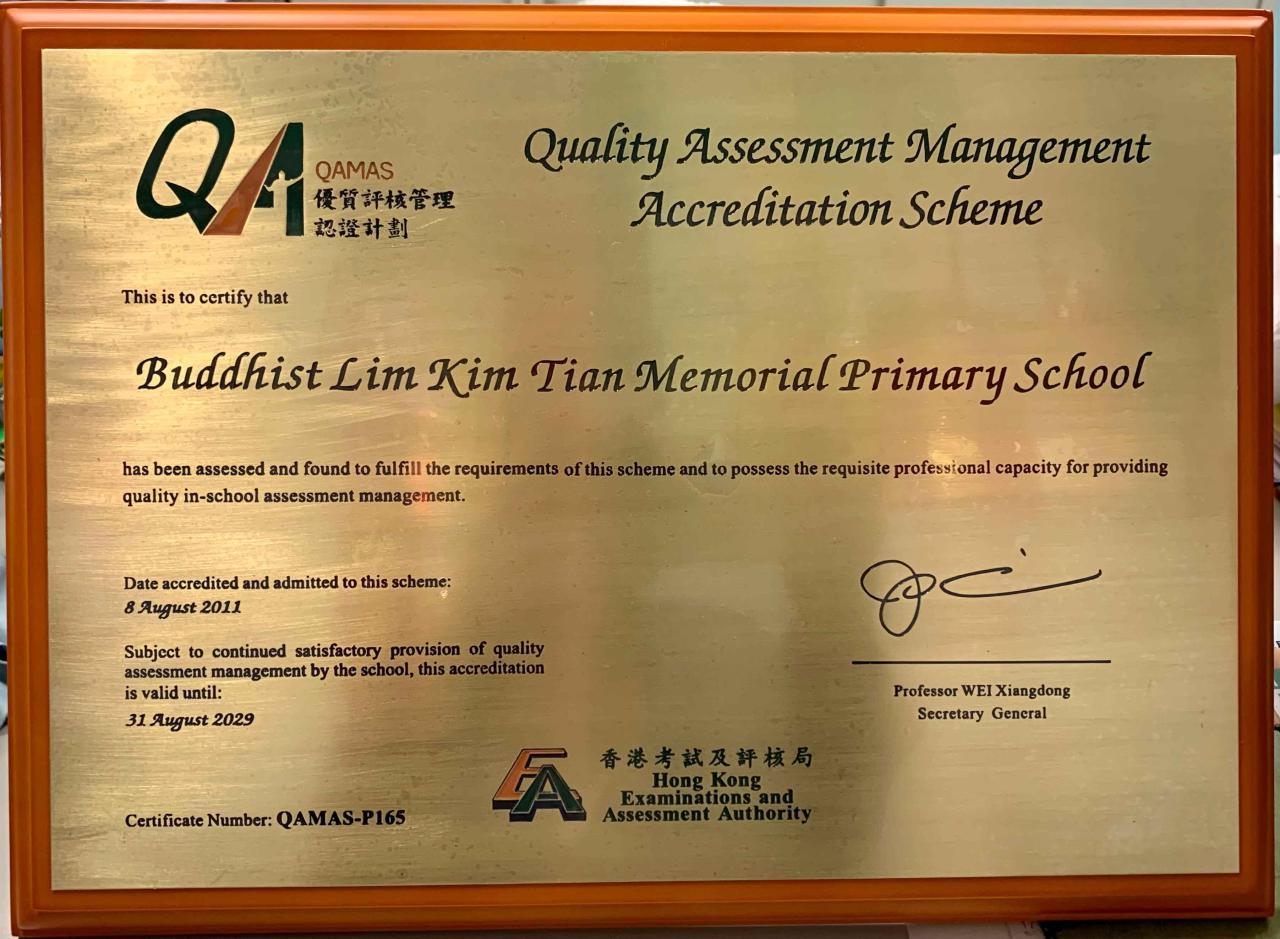 QA
QAMAS
優質評核管理
認證計劃
Quality Assessment Management
Accreditation Scheme
This is to certify that
Buddhist Lim Kim Tian Memorial Primary School
has been assessed and found to fulfill the requirements of this scheme and to possess the requisite professional capacity for providing
quality in-school assessment management.
Date accredited and admitted to this scheme:
8 August 2011
Subject to continued satisfactory provision of quality
assessment management by the school, this accreditation
is valid until:
31 August 2029
Certificate Number: QAMAS-P165
Professor WEI Xiangdong
Secretary General
EA
香港考試及評核局
Hong Kong
Examinations and
Assessment Authority